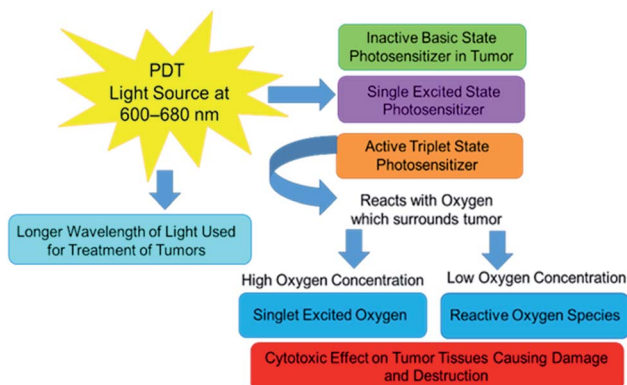 PDT
Light Source at
600–680 nm
Inactive Basic State
Photosensitizer in Tumor
Single Excited State
Photosensitizer
Active Triplet State
Photosensitizer
Reacts with Oxygen
which surrounds tumor
Longer Wavelength of Light Used
for Treatment of Tumors
High Oxygen Concentration
Low Oxygen Concentration
Singlet Excited Oxygen
Reactive Oxygen Species
Cytotoxic Effect on Tumor Tissues Causing Damage
and Destruction